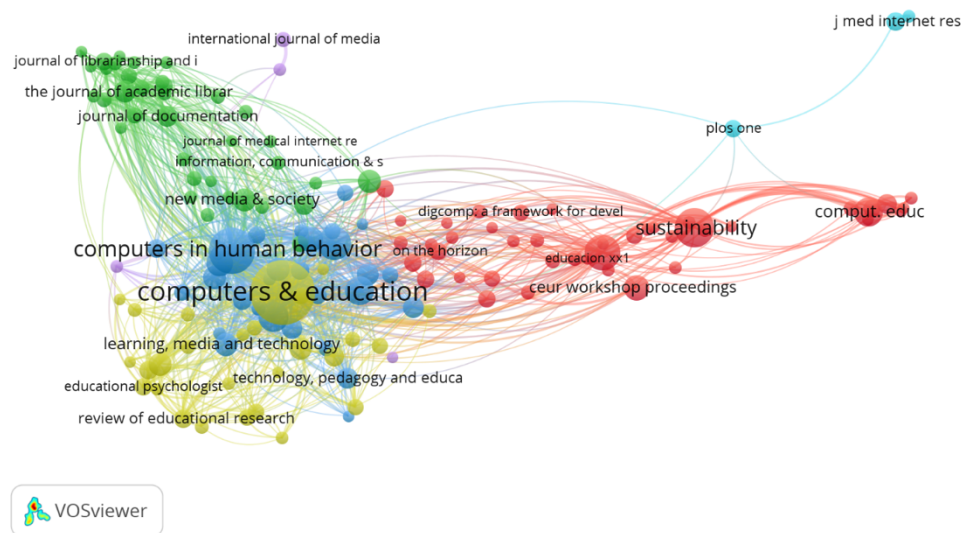 j med internet res
international journal of media
journal of librarianship and i
the journal of academic librar
journal of documentation
plos one
journal of medical internet re
information, communication & s
new media & society
digcomp: a framework for devel
comput. educ
sustainability
computers in human behavior
on the horizon
educacion xx1
computers & education
ceur workshop proceedings
learning, media and technology
technology, pedagogy and educa
educational psychologist
review of educational research
VOSviewer